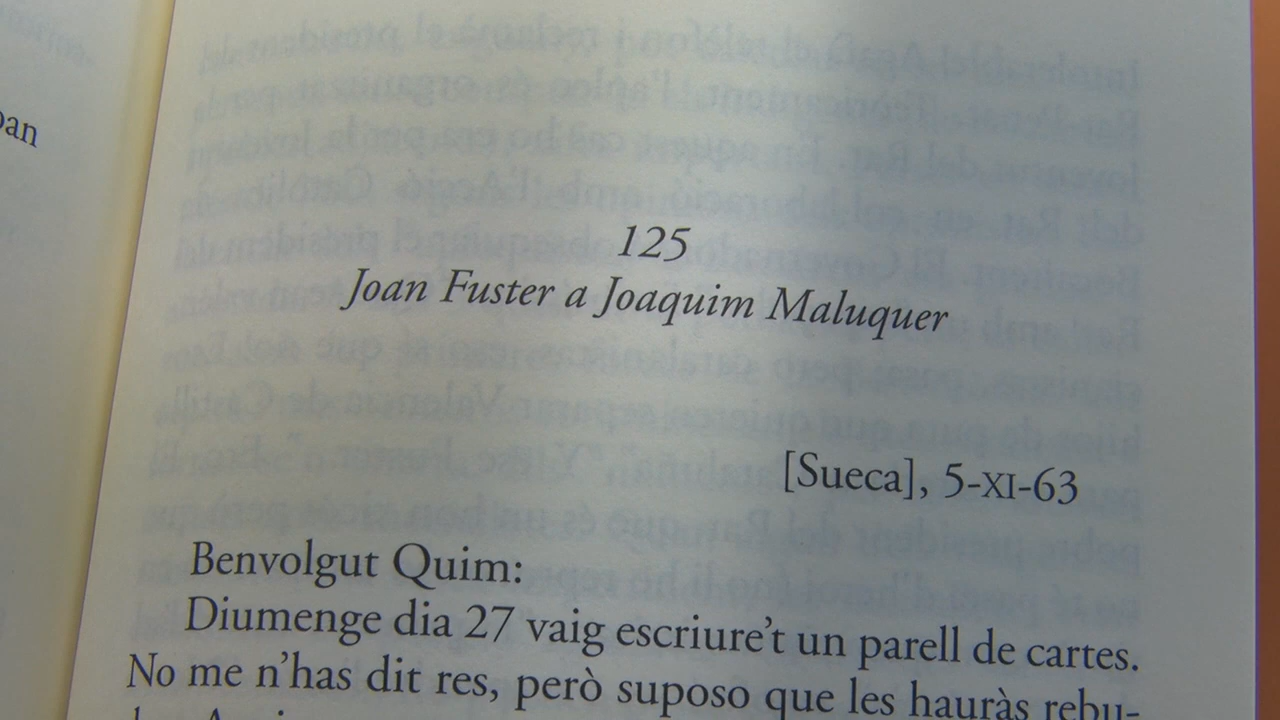 125
Joan Fuster a Joaquim Maluquer
[Sueca], 5-XI-63
Benvolgut Quim:
Diumenge dia 27 vaig escriure't un parell de cartes.
No me n'has dit res, però suposo que les hauràs rebu-